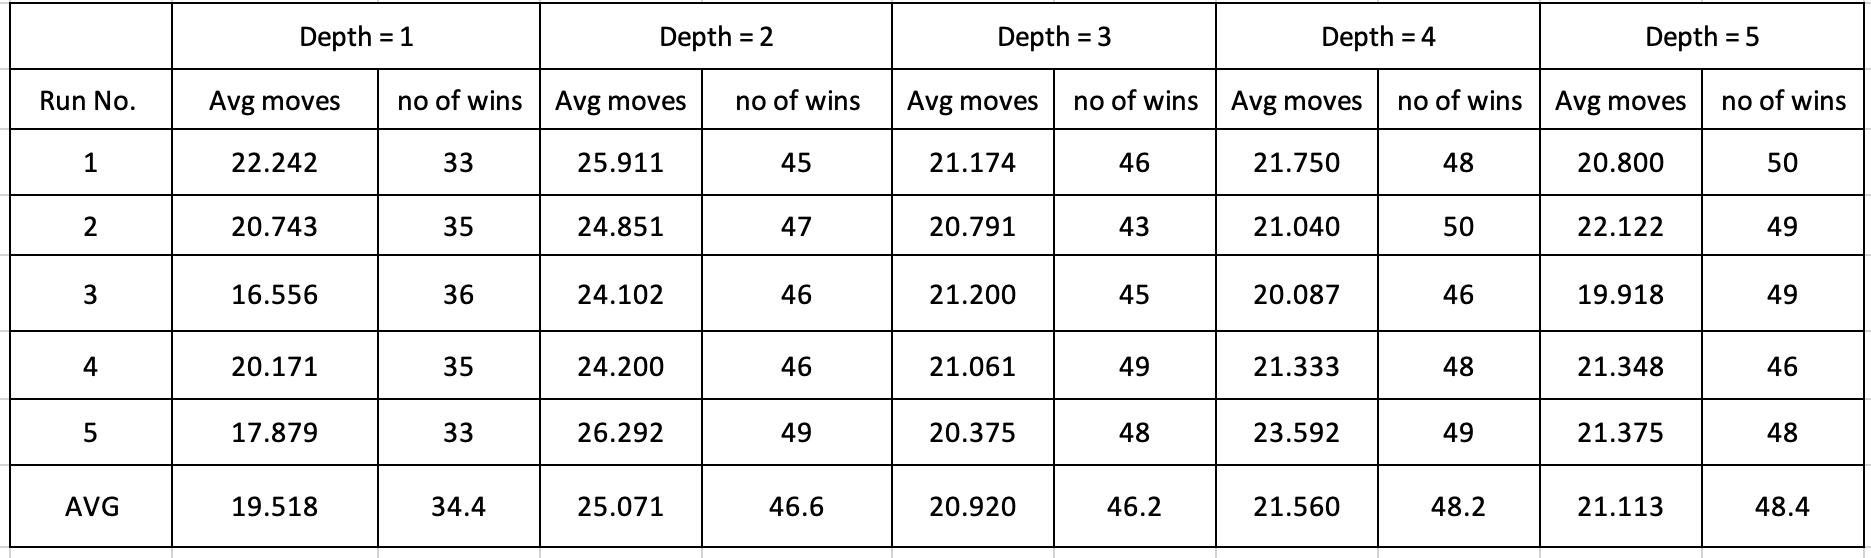 Depth = 1 Depth = 2 Depth = 3 Depth = 4 Depth = 5
Run No. Avg moves no of wins Avg moves no of wins Avg moves no of wins Avg moves no of wins Avg moves no of wins
1 22.242 33 25.911 45 21.174 46 21.750 48 20.800 50
2 20.743 35 24.851 47 20.791 43 21.040 50 22.122 49
3 16.556 36 24.102 46 21.200 45 20.087 46 19.918 49
4 20.171 35 24.200 46 21.061 49 21.333 48 21.348 46
5 17.879 33 26.292 49 20.375 48 23.592 49 21.375 48
AVG 19.518 34.4 25.071 46.6 20.920 46.2 21.560 48.2 21.113 48.4